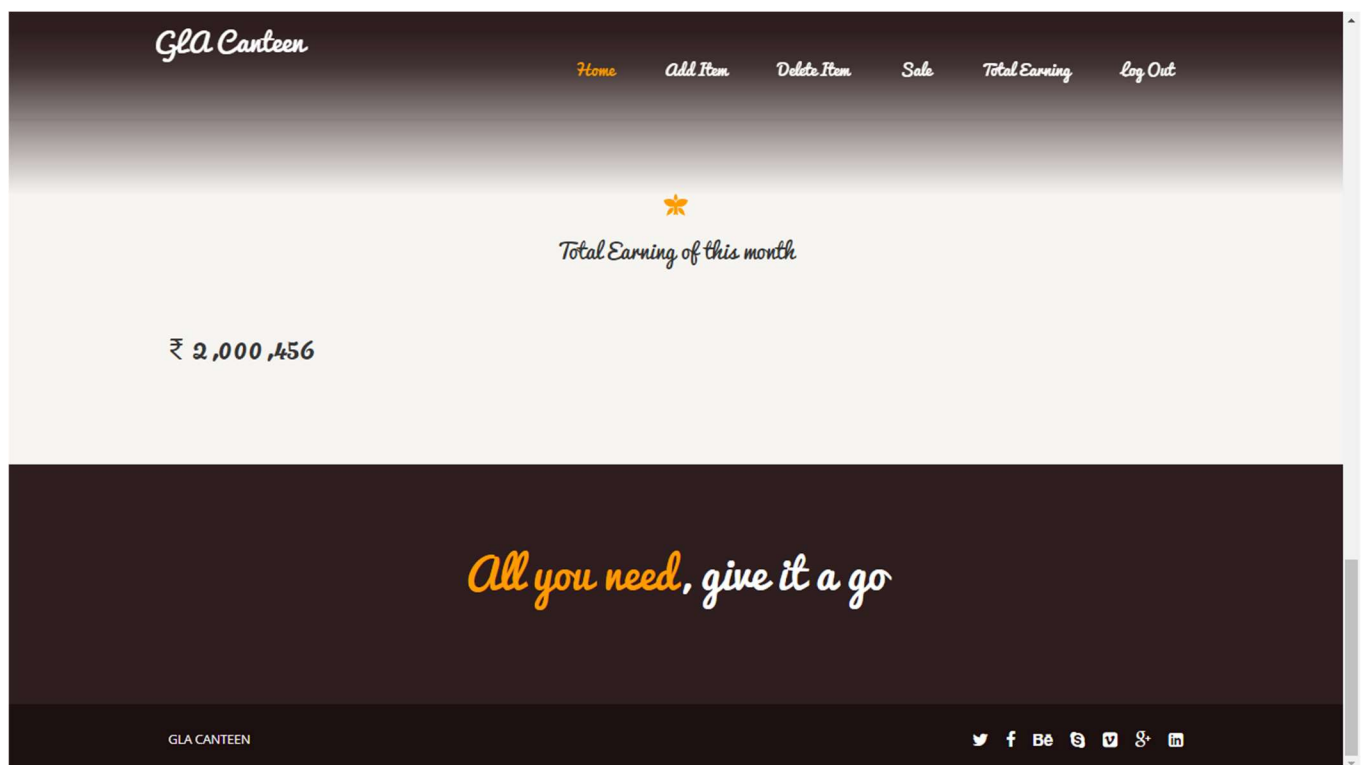 GLA Canteen
Home Add Item Delete Item Sale Total Earning Log Out
Total Earning of this month
₹ 2,000,456
All you need, give it a go
GLA CANTEEN